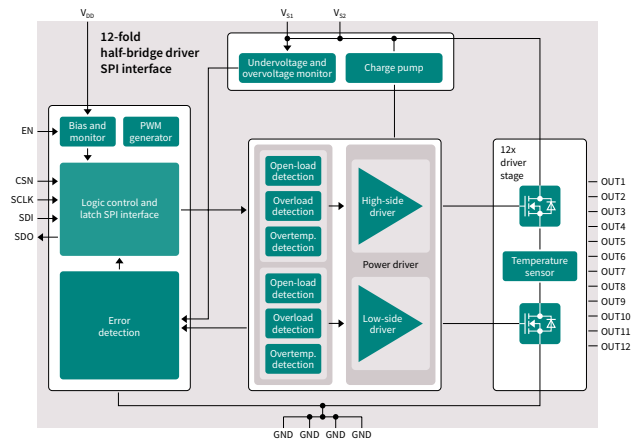 V_DD
V_S1
V_S2
12-fold
half-bridge driver
SPI interface
Undervoltage and
overvoltage monitor
Charge pump
EN
Bias and
monitor
PWM
generator
CSN
SCLK
SDI
SDO
Logic control and
latch SPI interface
Error
detection
Open-load
detection
Overload
detection
Overtemp.
detection
High-side
driver
Power driver
Open-load
detection
Overload
detection
Overtemp.
detection
Low-side
driver
12x
driver
stage
Temperature
sensor
OUT1
OUT2
OUT3
OUT4
OUT5
OUT6
OUT7
OUT8
OUT9
OUT10
OUT11
OUT12
GND GND GND GND